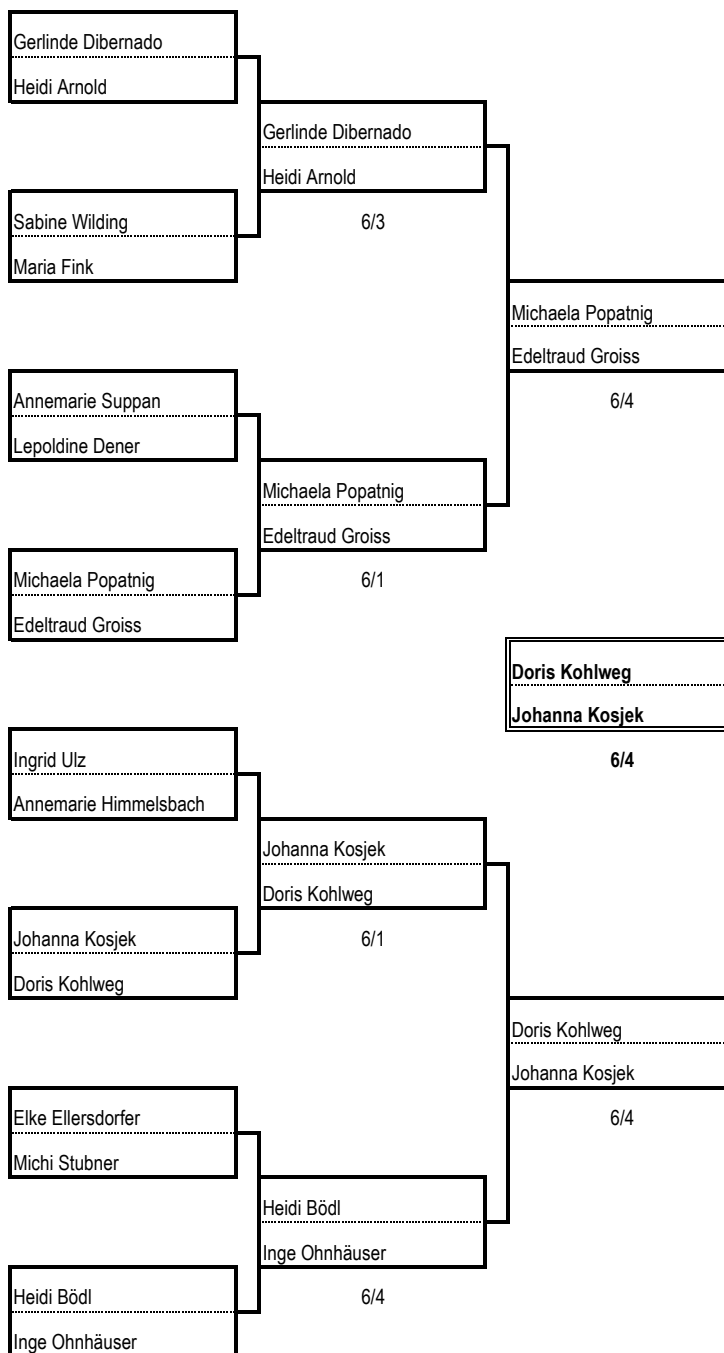 Gerlinde Dibernado
Heidi Arnold
Gerlinde Dibernado
Heidi Arnold
Sabine Wilding
6/3
Maria Fink
Michaela Popatnig
Edeltraud Groiss
Annemarie Suppan
6/4
Lepoldine Dener
Michaela Popatnig
Edeltraud Groiss
Michaela Popatnig
6/1
Edeltraud Groiss
Doris Kohlweg
Johanna Kosjek
Ingrid Ulz
6/4
Annemarie Himmelsbach
Johanna Kosjek
Doris Kohlweg
Johanna Kosjek
6/1
Doris Kohlweg
Doris Kohlweg
Johanna Kosjek
Elke Ellersdorfer
6/4
Michi Stubner
Heidi Bödl
Inge Ohnhäuser
Heidi Bödl
6/4
Inge Ohnhäuser